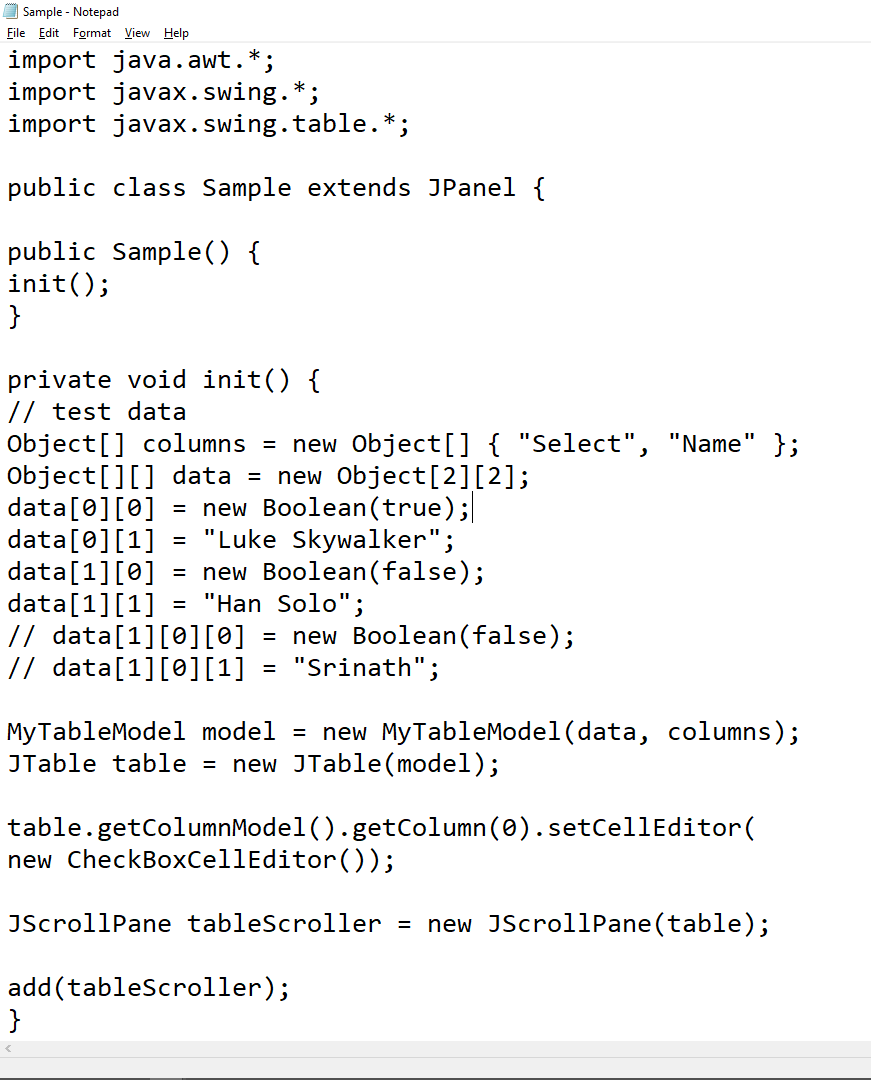 Sample - Notepad
File Edit Format View Help
import java.awt.*;
import javax.swing.*;
import javax.swing.table.*;
public class Sample extends JPanel {
public Sample() {
init();
}
private void init() {
// test data
Object[] columns = new Object[] { "Select", "Name" };
Object[][] data = new Object[2][2];
data[0][0] = new Boolean(true);
data[0][1] = "Luke Skywalker";
data[1][0] = new Boolean(false);
data[1][1] = "Han Solo";
// data[1][0][0] = new Boolean(false);
// data[1][0][1] = "Srinath";
MyTableModel model = new MyTableModel(data, columns);
JTable table = new JTable(model);
table.getColumnModel().getColumn(0).setCellEditor(
new CheckBoxCellEditor());
JScrollPane tableScroller = new JScrollPane(table);
add(tableScroller);
}